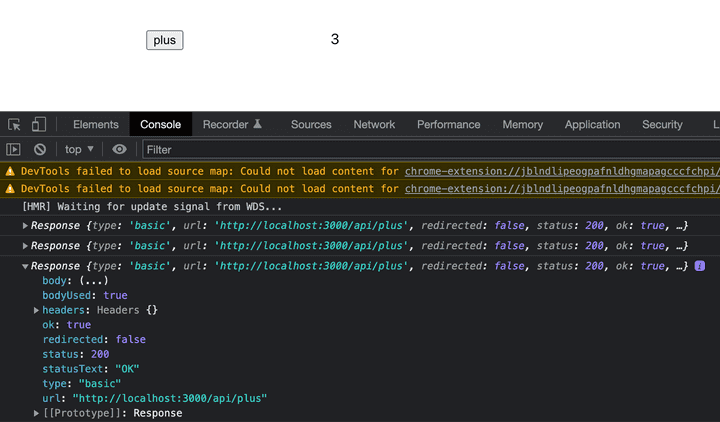 plus 3
Elements Console Recorder Sources Network Performance Memory Application Security L
top Filter
DevTools failed to load source map: Could not load content for chrome-extension://jblndlipeogpafnldhgmapagcccfchpi/
DevTools failed to load source map: Could not load content for chrome-extension://jblndlipeogpafnldhgmapagcccfchpi/
[HMR] Waiting for update signal from WDS...
Response {type: 'basic', url: 'http://localhost:3000/api/plus', redirected: false, status: 200, ok: true, …}
Response {type: 'basic', url: 'http://localhost:3000/api/plus', redirected: false, status: 200, ok: true, …}
Response {type: 'basic', url: 'http://localhost:3000/api/plus', redirected: false, status: 200, ok: true, …} i
body: (...)
bodyUsed: true
headers: Headers {}
ok: true
redirected: false
status: 200
statusText: "OK"
type: "basic"
url: "http://localhost:3000/api/plus"
[[Prototype]]: Response